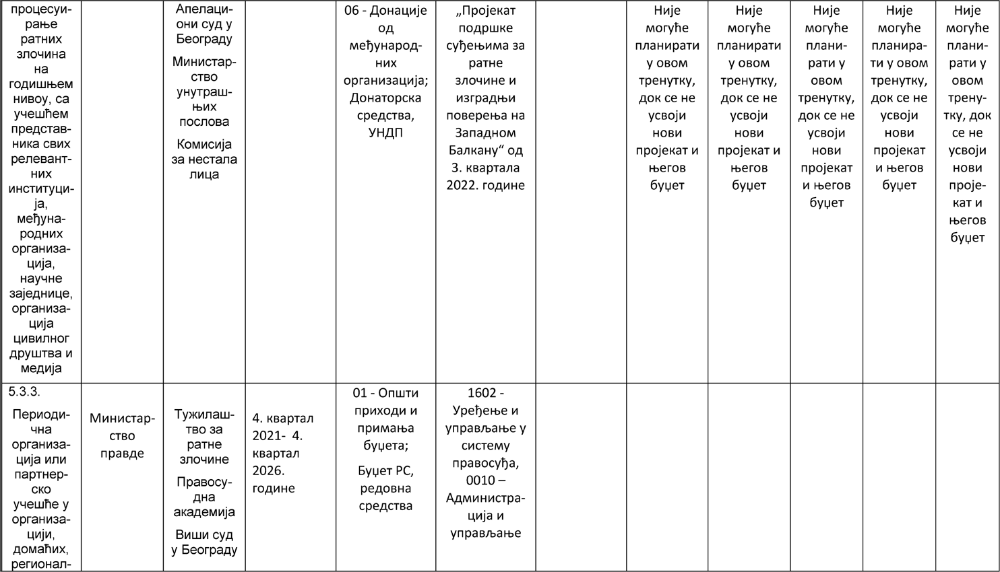 процесуи-
рање
ратних
злочина
на
годишњем
нивоу, са
учешћем
представ-
ника свих
релевант-
них
институци-
ја,
међуна-
родних
организа-
ција,
научне
заједнице,
организа-
ција
цивилног
друштва и
медија
Апелаци-
они суд у
Београду
Министар-
ство
унутраш-
њих
послова
Комисија
за нестала
лица
06 - Донације
од
међународ-
них
организација;
Донаторска
средства,
УНДП
„Пројекат
подршке
суђењима за
ратне
злочине и
изградњи
поверења на
Западном
Балкану“ од
3. квартала
2022. године
Није
могуће
планирати
у овом
тренутку,
док се не
усвоји
нови
пројекат и
његов
буџет
Није
могуће
планирати
у овом
тренутку,
док се не
усвоји
нови
пројекат и
његов
буџет
Није
могуће
плани-
рати у
овом
тренутку,
док се не
усвоји
нови
пројекат
и његов
буџет
Није
могуће
планира-
ти у овом
тренутку,
док се не
усвоји
нови
пројекат
и његов
буџет
Није
могуће
плани-
рати у
овом
трену-
тку, док
се не
усвоји
нови
проје-
кат и
његов
буџет
5.3.3.
Периоди-
чна
организа-
ција или
партнер-
ско
учешће у
организа-
цији,
домаћих,
регионал-
Министар-
ство
правде
Тужилаш-
тво за
ратне
злочине
Правосу-
дна
академија
Виши суд
у Београду
4. квартал
2021- 4.
квартал
2026.
године
01 - Општи
приходи и
примања
буџета;
Буџет РС,
редовна
средства
1602 -
Уређење и
управљање у
систему
правосуђа,
0010 –
Администра-
ција и
управљање